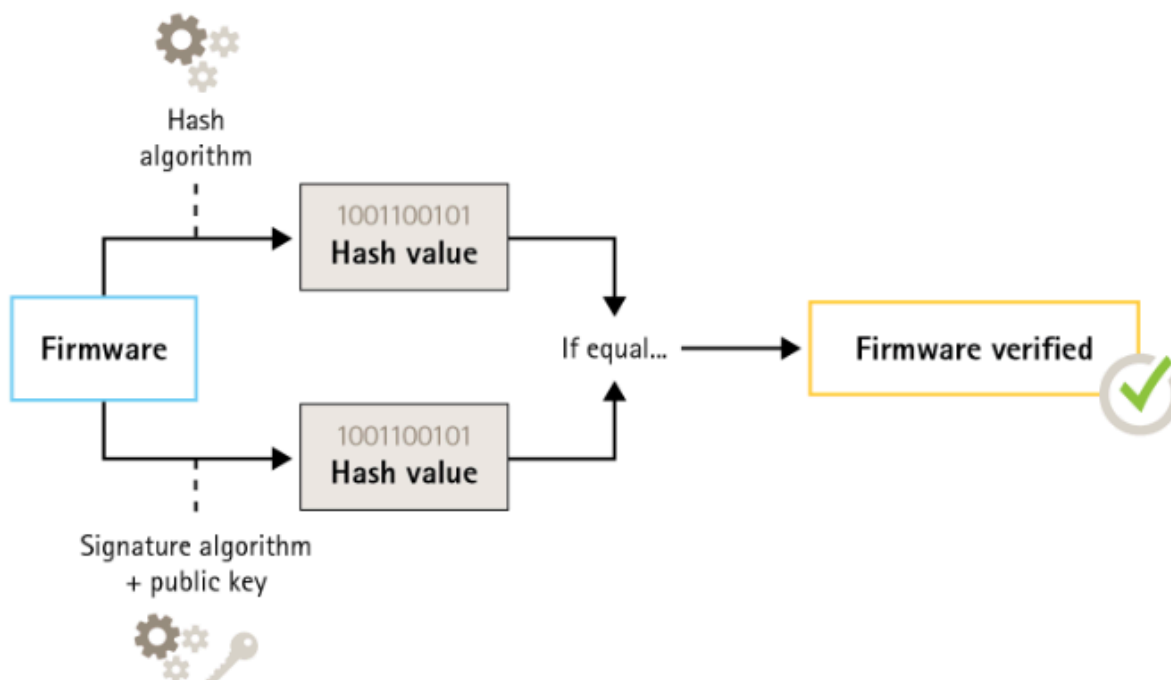 Hash
algorithm
1001100101
Hash value
Firmware
If equal...
Firmware verified
1001100101
Hash value
Signature algorithm
+ public key